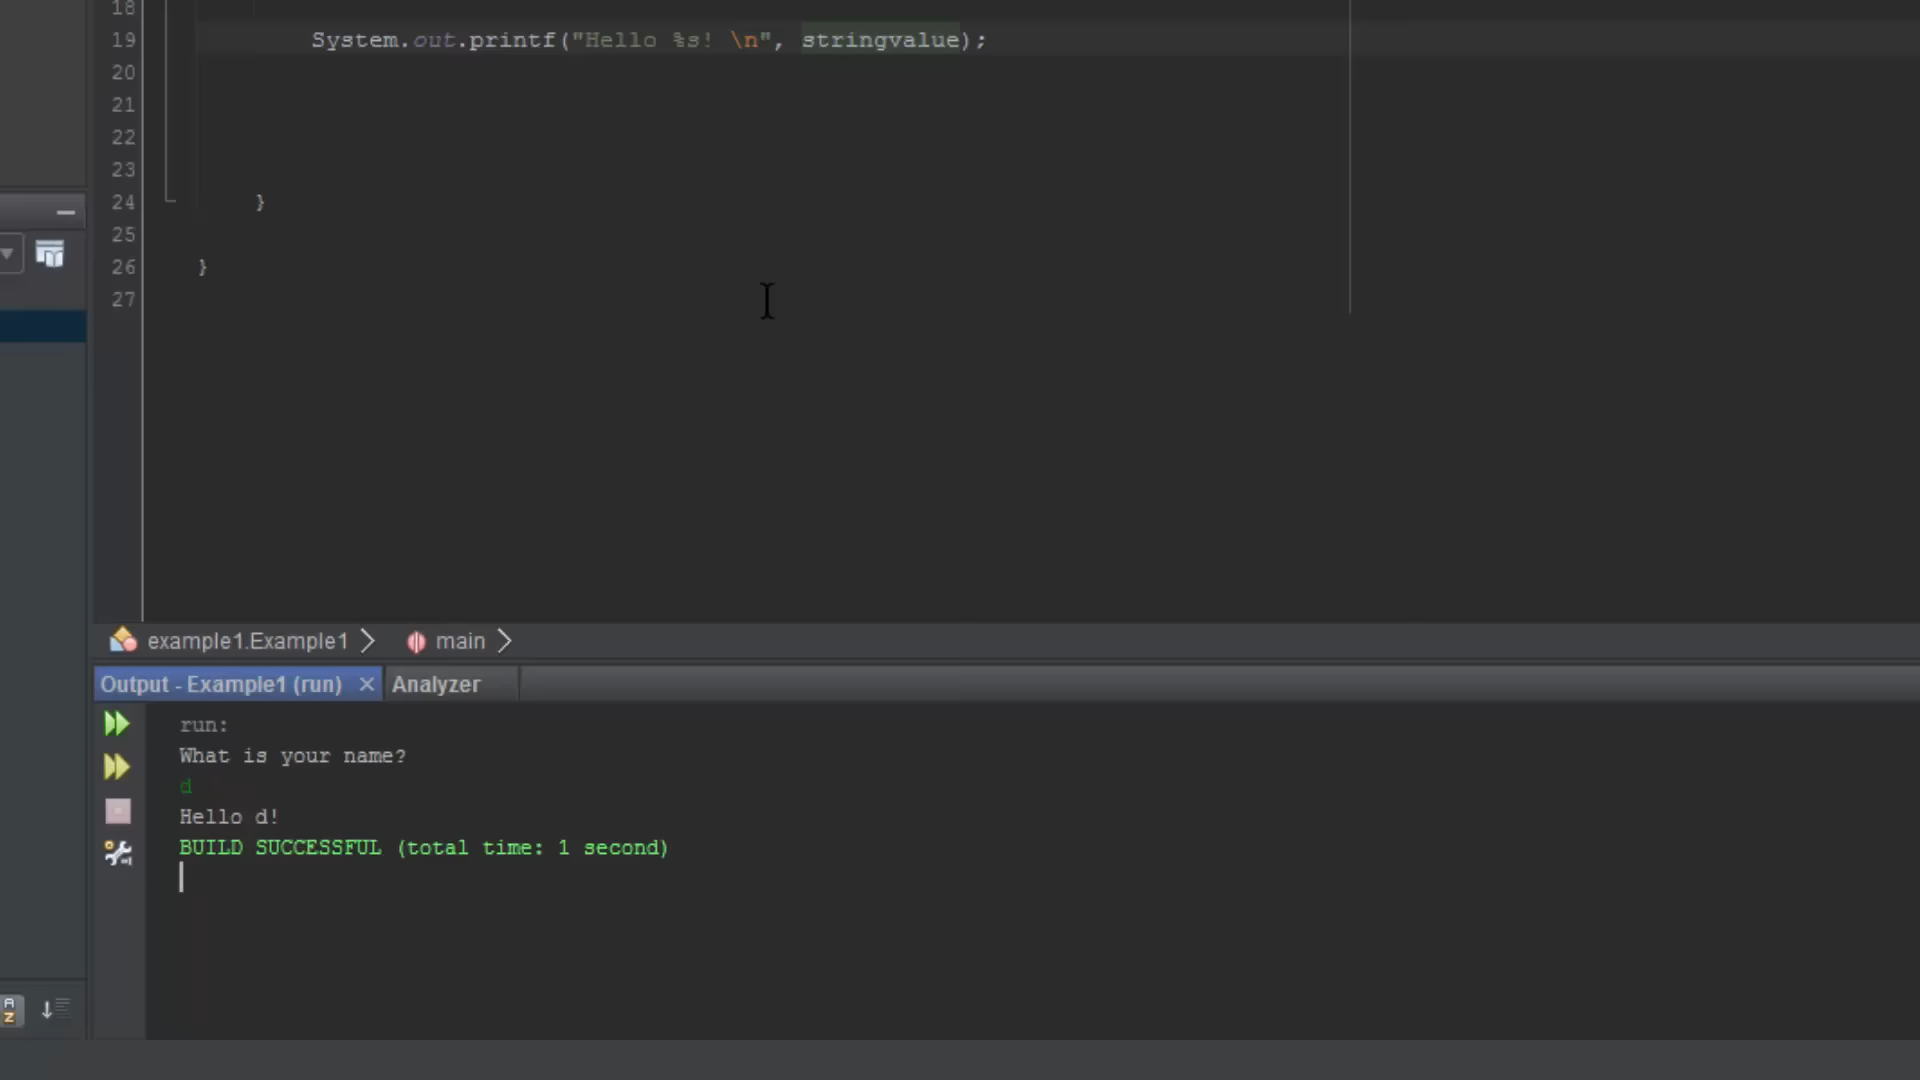 18
19 System.out.printf("Hello %s! \n", stringvalue);
20
21
22
23
24 }
25
26 }
27
example1.Example1 main
Output - Example1 (run) Analyzer
run:
What is your name?
d
Hello d!
BUILD SUCCESSFUL (total time: 1 second)
A
Z